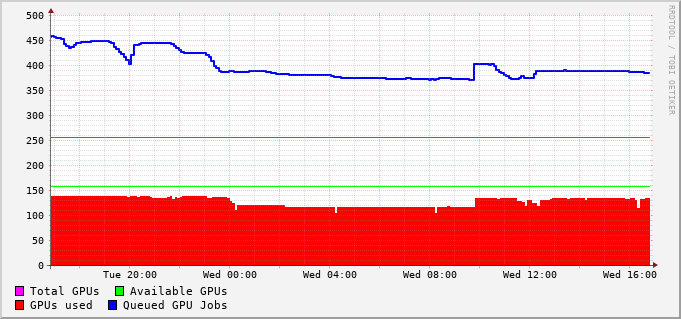 RRDTOOL / TOBI OETIKER
500
450
400
350
300
250
200
150
100
50
0
Tue 20:00 Wed 00:00 Wed 04:00 Wed 08:00 Wed 12:00 Wed 16:00
Total GPUs Available GPUs
GPUs used Queued GPU Jobs